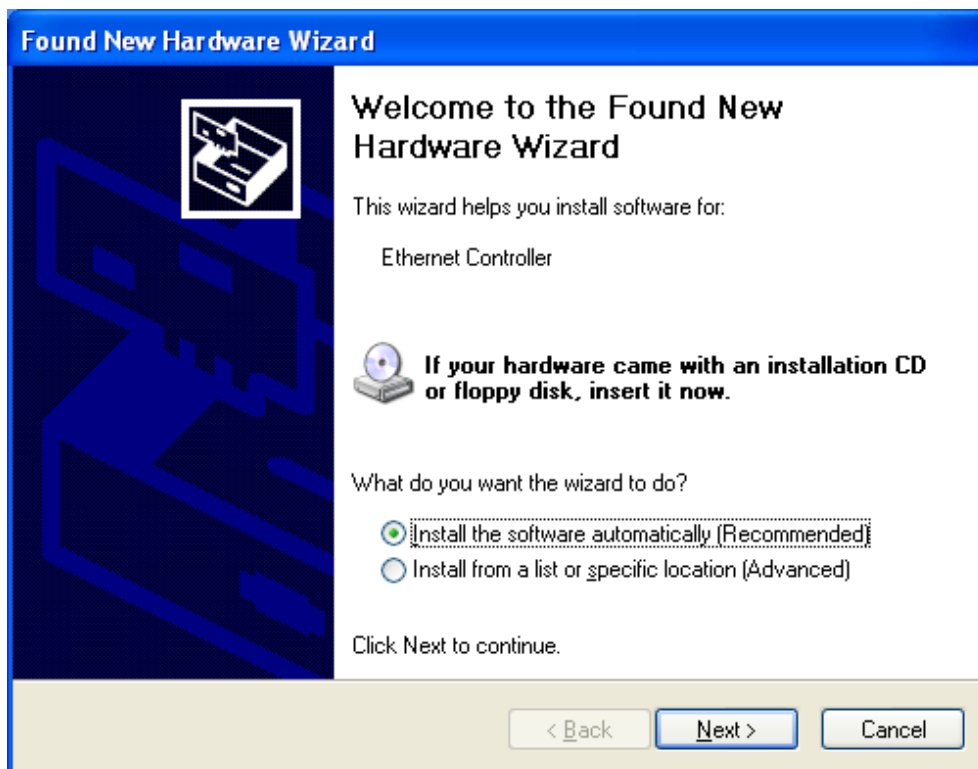 Found New Hardware Wizard
Welcome to the Found New
Hardware Wizard
This wizard helps you install software for:
Ethernet Controller
If your hardware came with an installation CD
or floppy disk, insert it now.
What do you want the wizard to do?
Install the software automatically (Recommended)
Install from a list or specific location (Advanced)
Click Next to continue.
< Back
Next >
Cancel